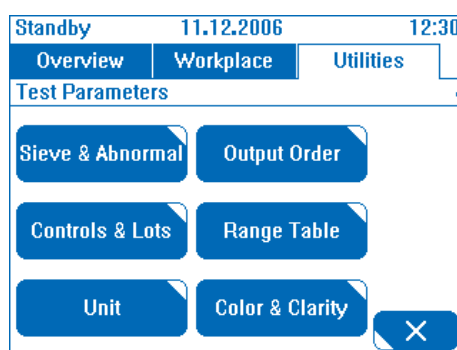 Standby 11.12.2006 12:30
Overview Workplace Utilities
Test Parameters
Sieve & Abnormal Output Order
Controls & Lots Range Table
Unit Color & Clarity